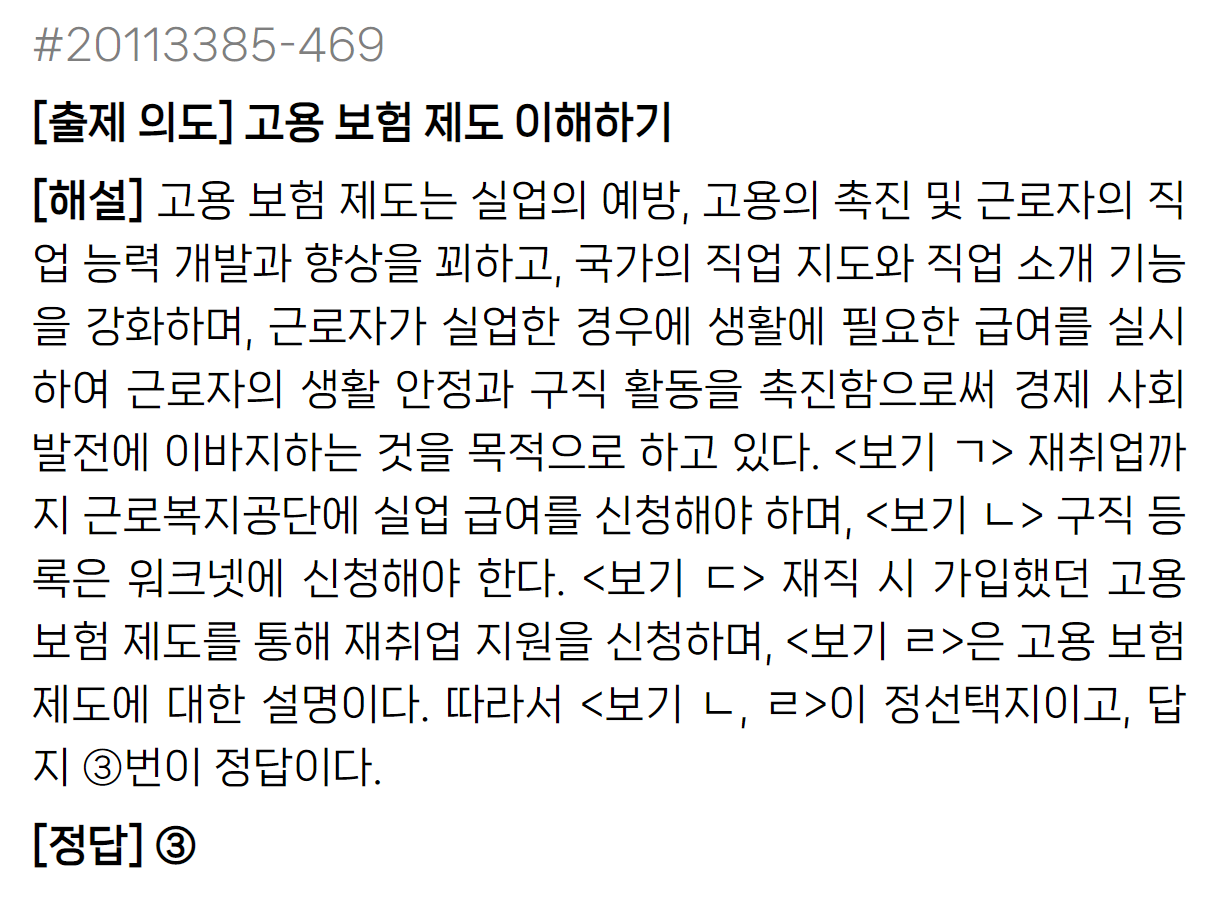 #20113385-469
[출제 의도] 고용 보험 제도 이해하기
[해설] 고용 보험 제도는 실업의 예방, 고용의 촉진 및 근로자의 직
업 능력 개발과 향상을 꾀하고, 국가의 직업 지도와 직업 소개 기능
을 강화하며, 근로자가 실업한 경우에 생활에 필요한 급여를 실시
하여 근로자의 생활 안정과 구직 활동을 촉진함으로써 경제 사회
발전에 이바지하는 것을 목적으로 하고 있다. <보기 ㄱ> 재취업까
지 근로복지공단에 실업 급여를 신청해야 하며, <보기 ㄴ> 구직 등
록은 워크넷에 신청해야 한다. <보기 ㄷ> 재직 시 가입했던 고용
보험 제도를 통해 재취업 지원을 신청하며, <보기 ㄹ>은 고용 보험
제도에 대한 설명이다. 따라서 <보기 ㄴ, ㄹ>이 정선택지이고, 답
지 ③번이 정답이다.
[정답] ③